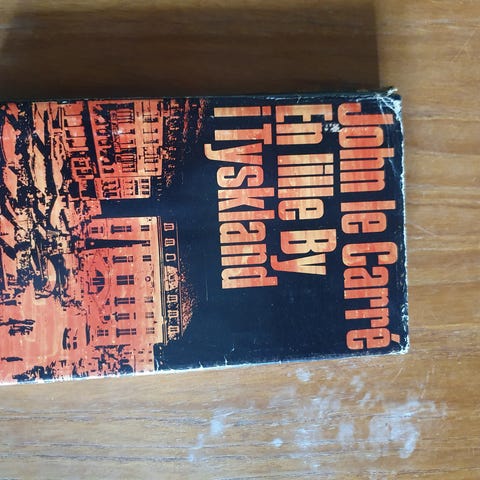 John le Carré
En lille By
i Tyskland